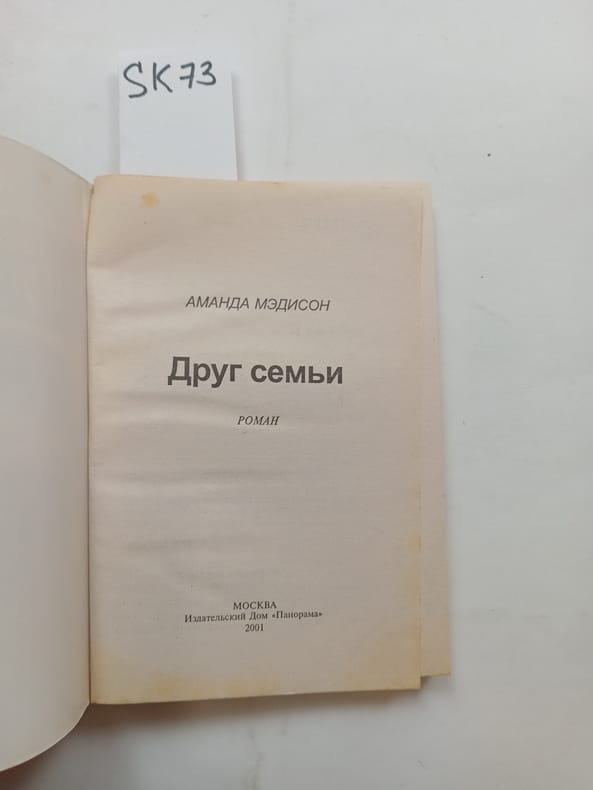 SK73
АМАНДА МЭДИСОН
Друг семьи
РОМАН
МОСКВА
Издательский Дом «Панорама»
2001